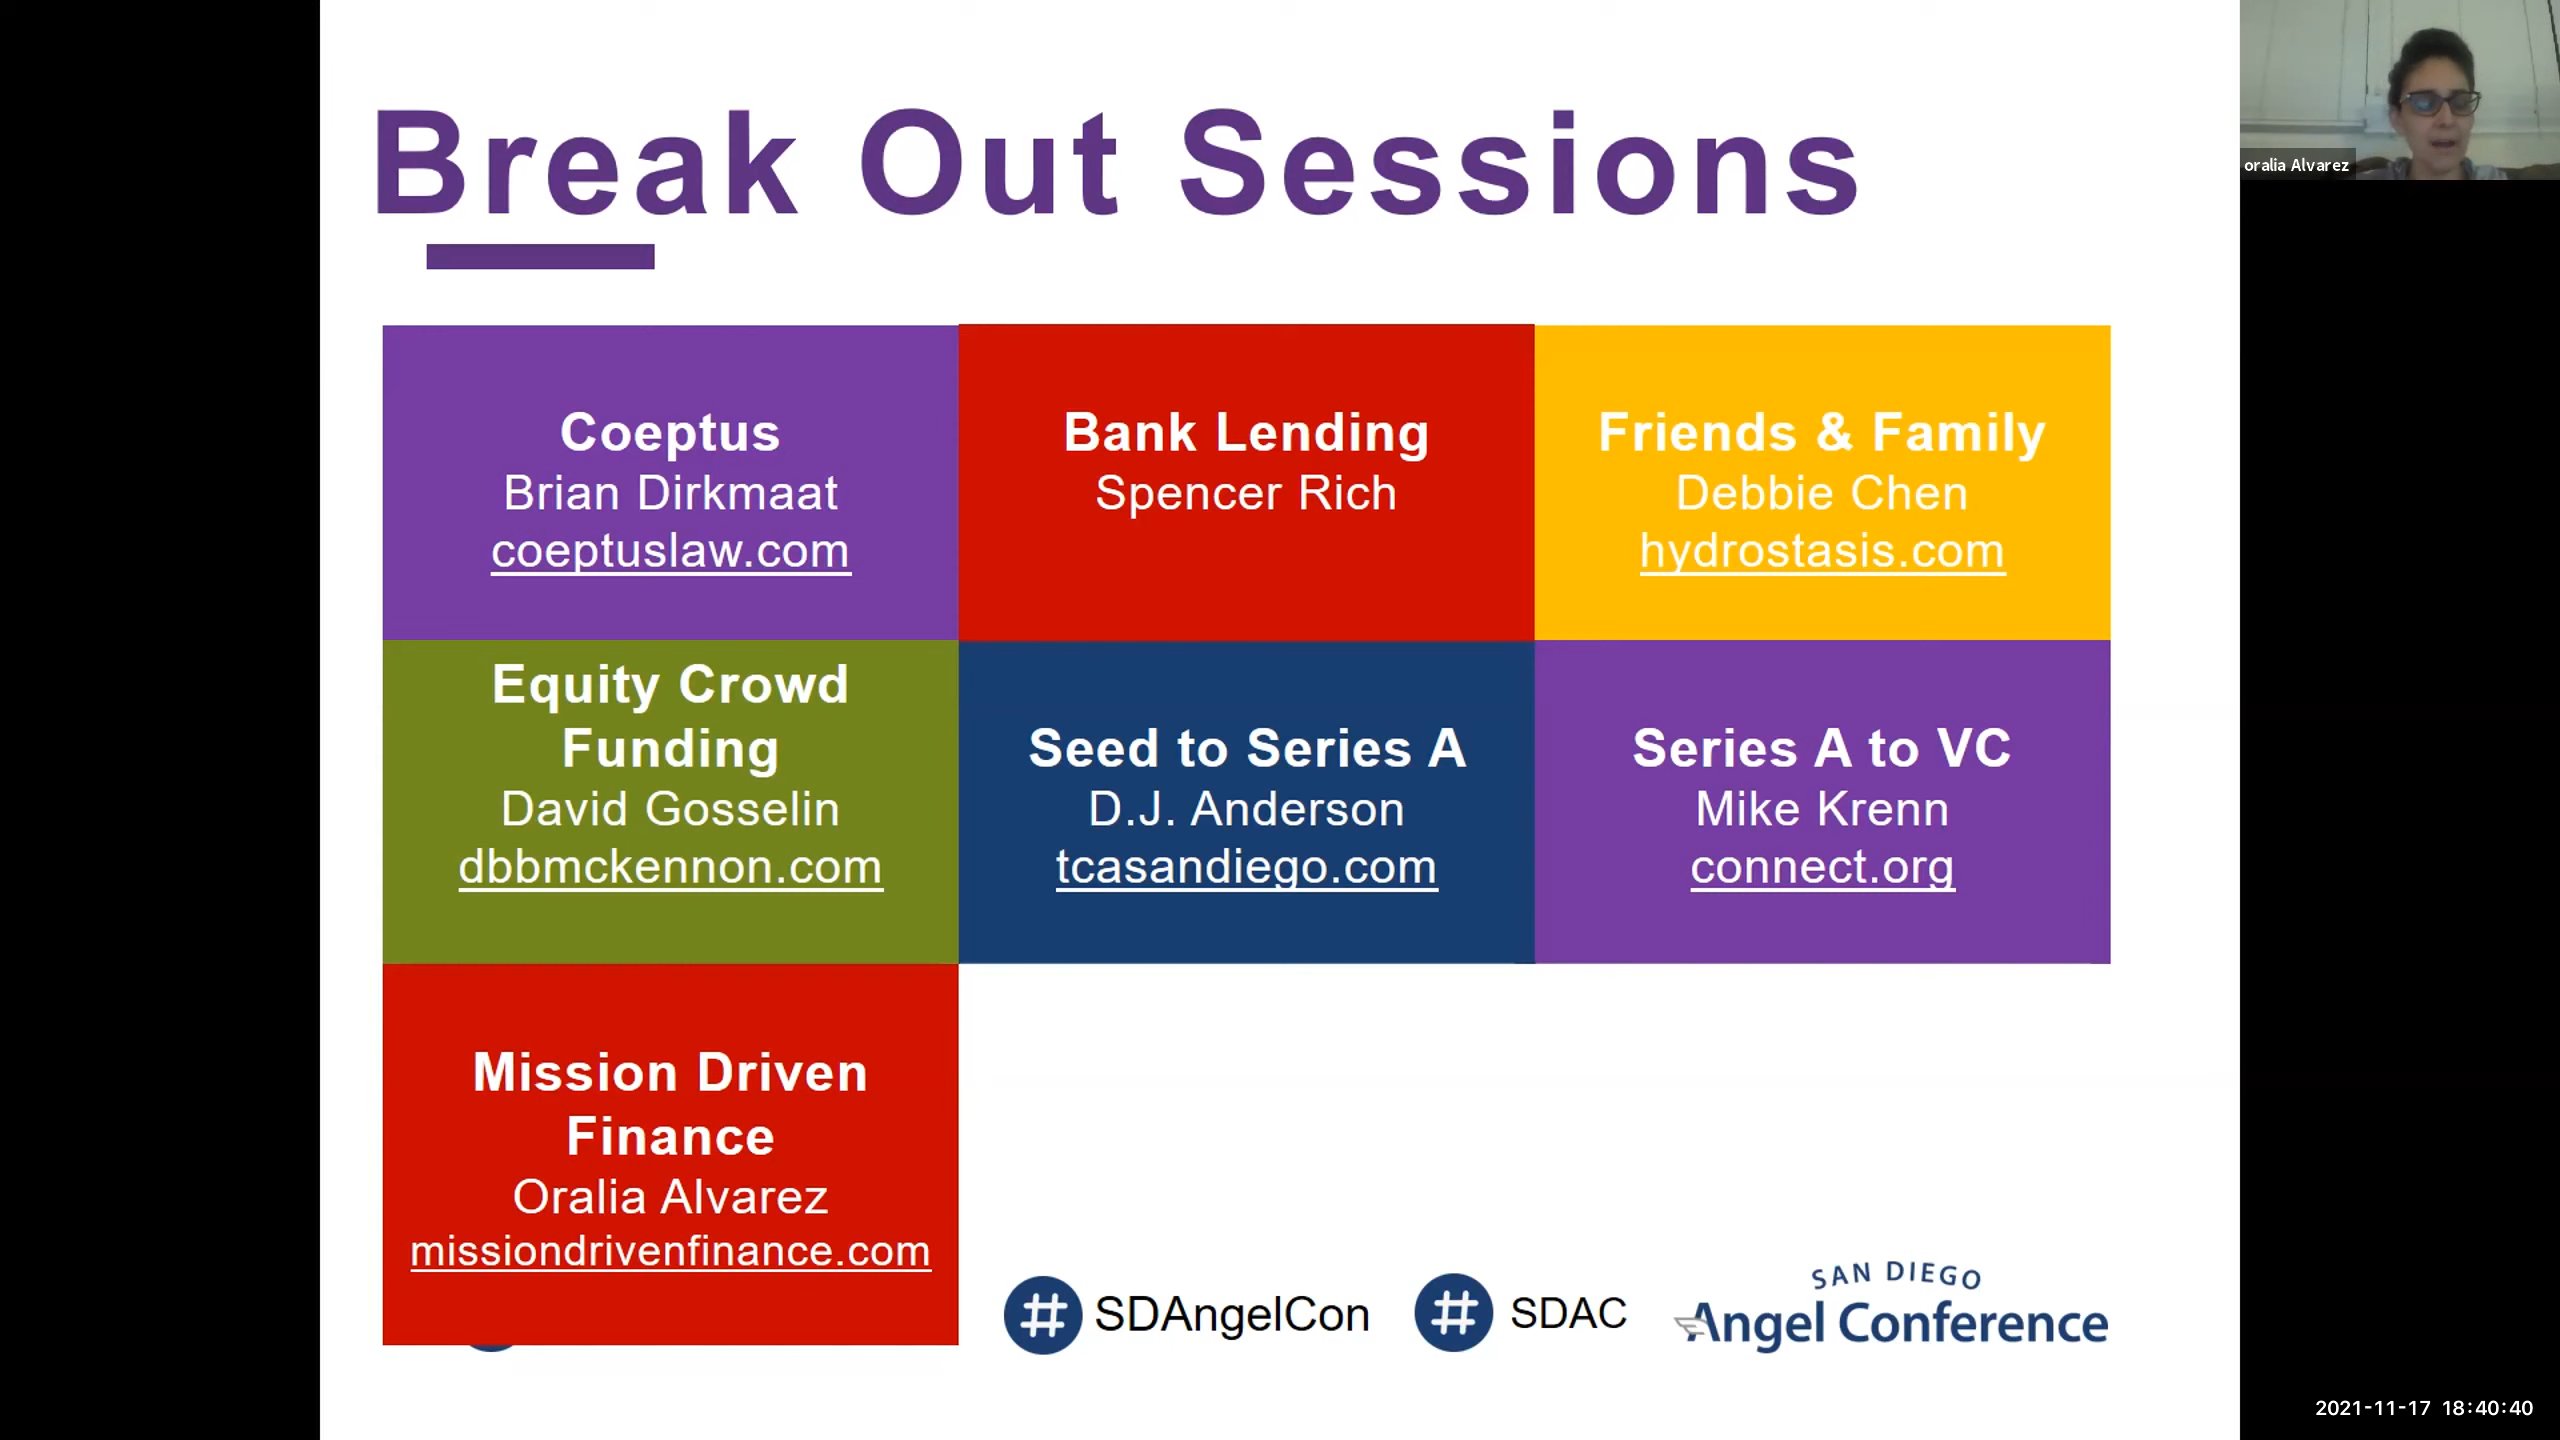 Break Out Sessions
oralia Alvarez
Coeptus
Brian Dirkmaat
coeptuslaw.com
Bank Lending
Spencer Rich
Friends & Family
Debbie Chen
hydrostasis.com
Equity Crowd
Funding
David Gosselin
dbbmckennon.com
Seed to Series A
D.J. Anderson
tcasandiego.com
Series A to VC
Mike Krenn
connect.org
Mission Driven
Finance
Oralia Alvarez
missiondrivenfinance.com
# SDAngelCon
# SDAC
SAN DIEGO
Angel Conference
2021-11-17 18:40:40